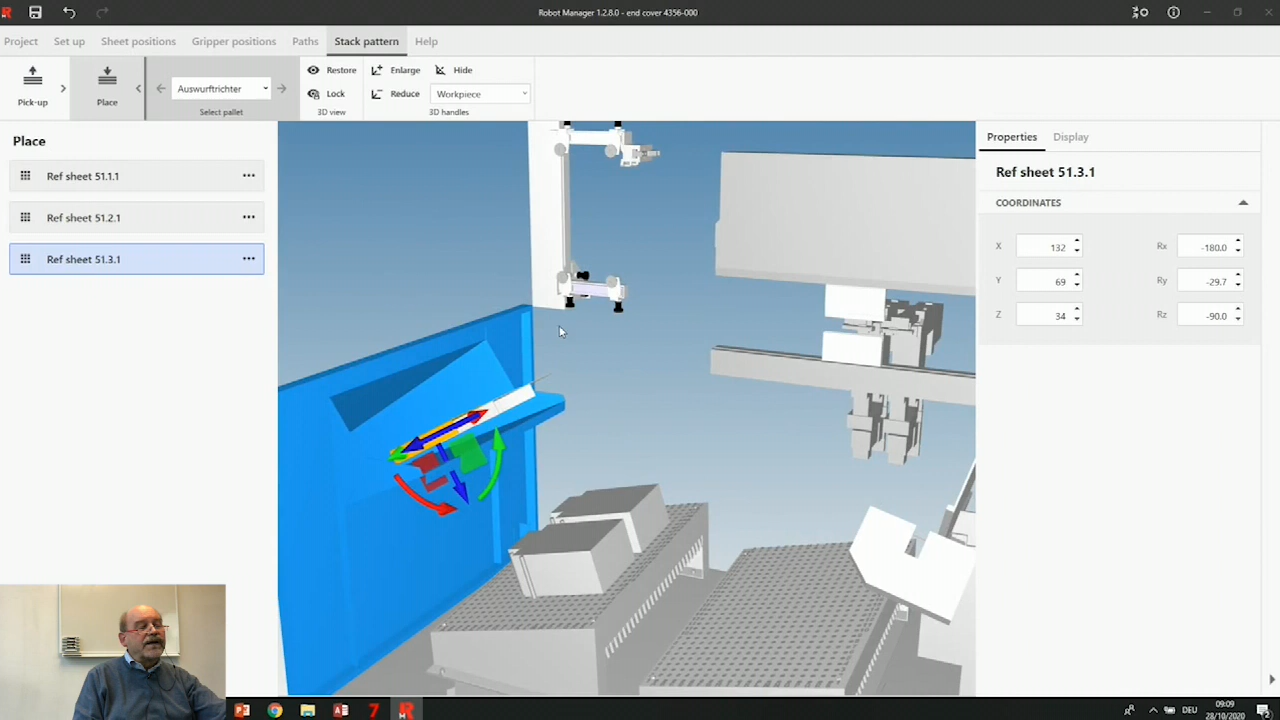 Robot Manager 1.2.8.0 - end cover 4356-000
Project Set up Sheet positions Gripper positions Paths Stack pattern Help
Pick-up
Place
Auswurftrichter
Select pallet
Restore
Lock
3D view
Enlarge
Reduce
Hide
Workpiece
3D handles
Place
Ref sheet 51.1.1
Ref sheet 51.2.1
Ref sheet 51.3.1
Properties Display
Ref sheet 51.3.1
COORDINATES
X 132 Rx -180.0
Y 69 Ry -29.7
Z 34 Rz -90.0
DEU
09:09
28/10/2020